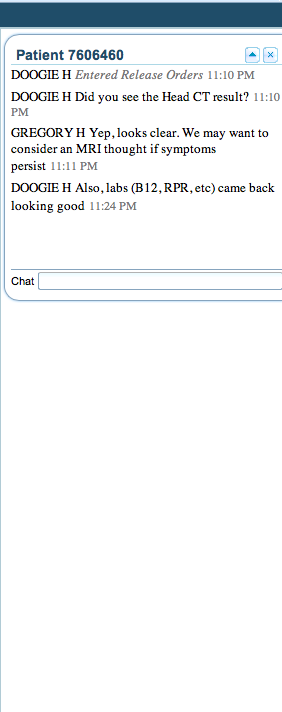 Patient 7606460
DOOGIE H Entered Release Orders 11:10 PM
DOOGIE H Did you see the Head CT result? 11:10
PM
GREGORY H Yep, looks clear. We may want to
consider an MRI thought if symptoms
persist 11:11 PM
DOOGIE H Also, labs (B12, RPR, etc) came back
looking good 11:24 PM
Chat